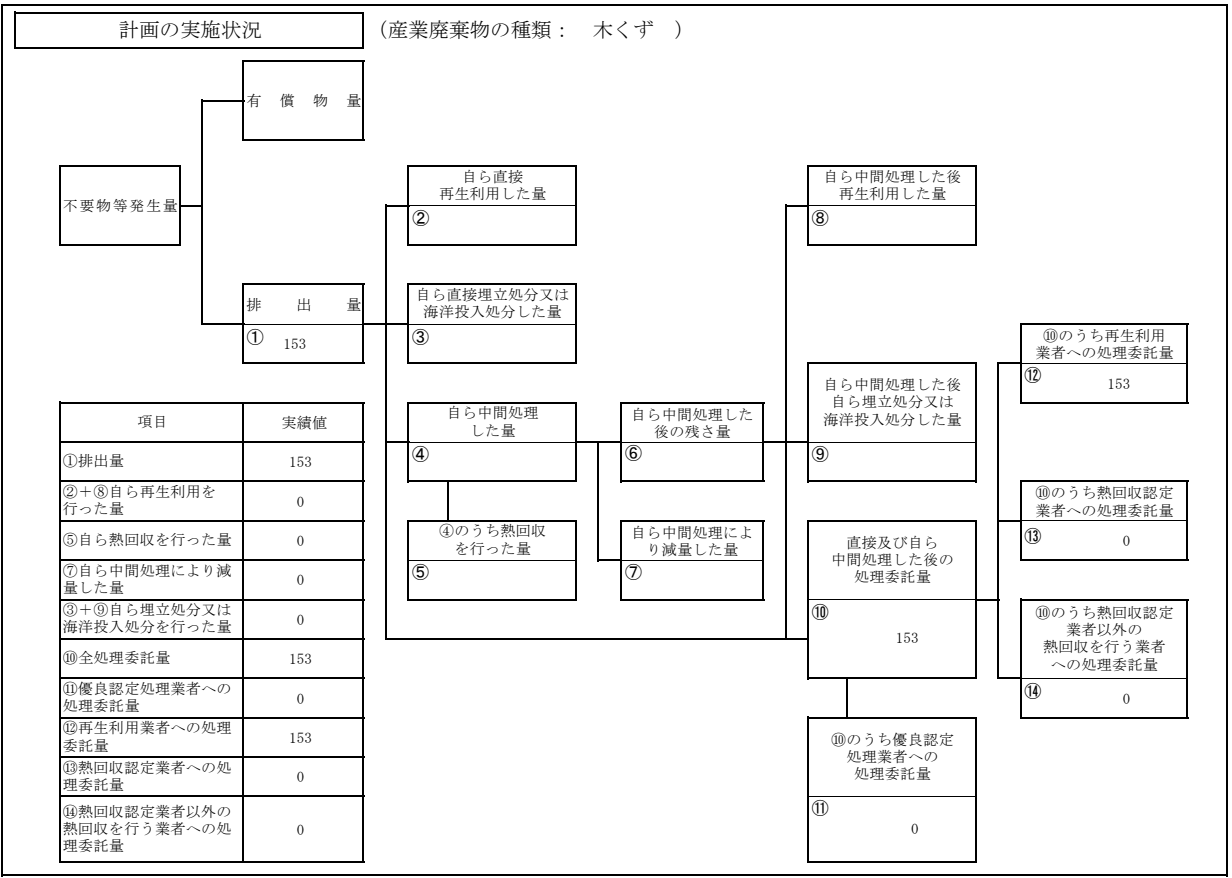 計画の実施状況 （産業廃棄物の種類： 木くず ）
有 償 物 量
不要物等発生量
自ら直接
再生利用した量
②
自ら中間処理した後
再生利用した量
⑧
排 出 量
① 153
自ら直接埋立処分又は
海洋投入処分した量
③
⑩のうち再生利用
業者への処理委託量
⑫ 153
自ら中間処理した後
自ら埋立処分又は
海洋投入処分した量
⑨
自ら中間処理
した量
④
自ら中間処理した
後の残さ量
⑥
⑩のうち熱回収認定
業者への処理委託量
⑬ 0
④のうち熱回収
を行った量
⑤
自ら中間処理によ
り減量した量
⑦
直接及び自ら
中間処理した後の
処理委託量
⑩
153
⑩のうち熱回収認定
業者以外の
熱回収を行う業者
への処理委託量
⑭ 0
⑩のうち優良認定
処理業者への
処理委託量
⑪
0
項目 実績値
①排出量 153
②＋⑧自ら再生利用を
行った量 0
⑤自ら熱回収を行った量 0
⑦自ら中間処理により減
量した量 0
③＋⑨自ら埋立処分又は
海洋投入処分を行った量 0
⑩全処理委託量 153
⑪優良認定処理業者への
処理委託量 0
⑫再生利用業者への処理
委託量 153
⑬熱回収認定業者への処
理委託量 0
⑭熱回収認定業者以外の
熱回収を行う業者への処
理委託量 0